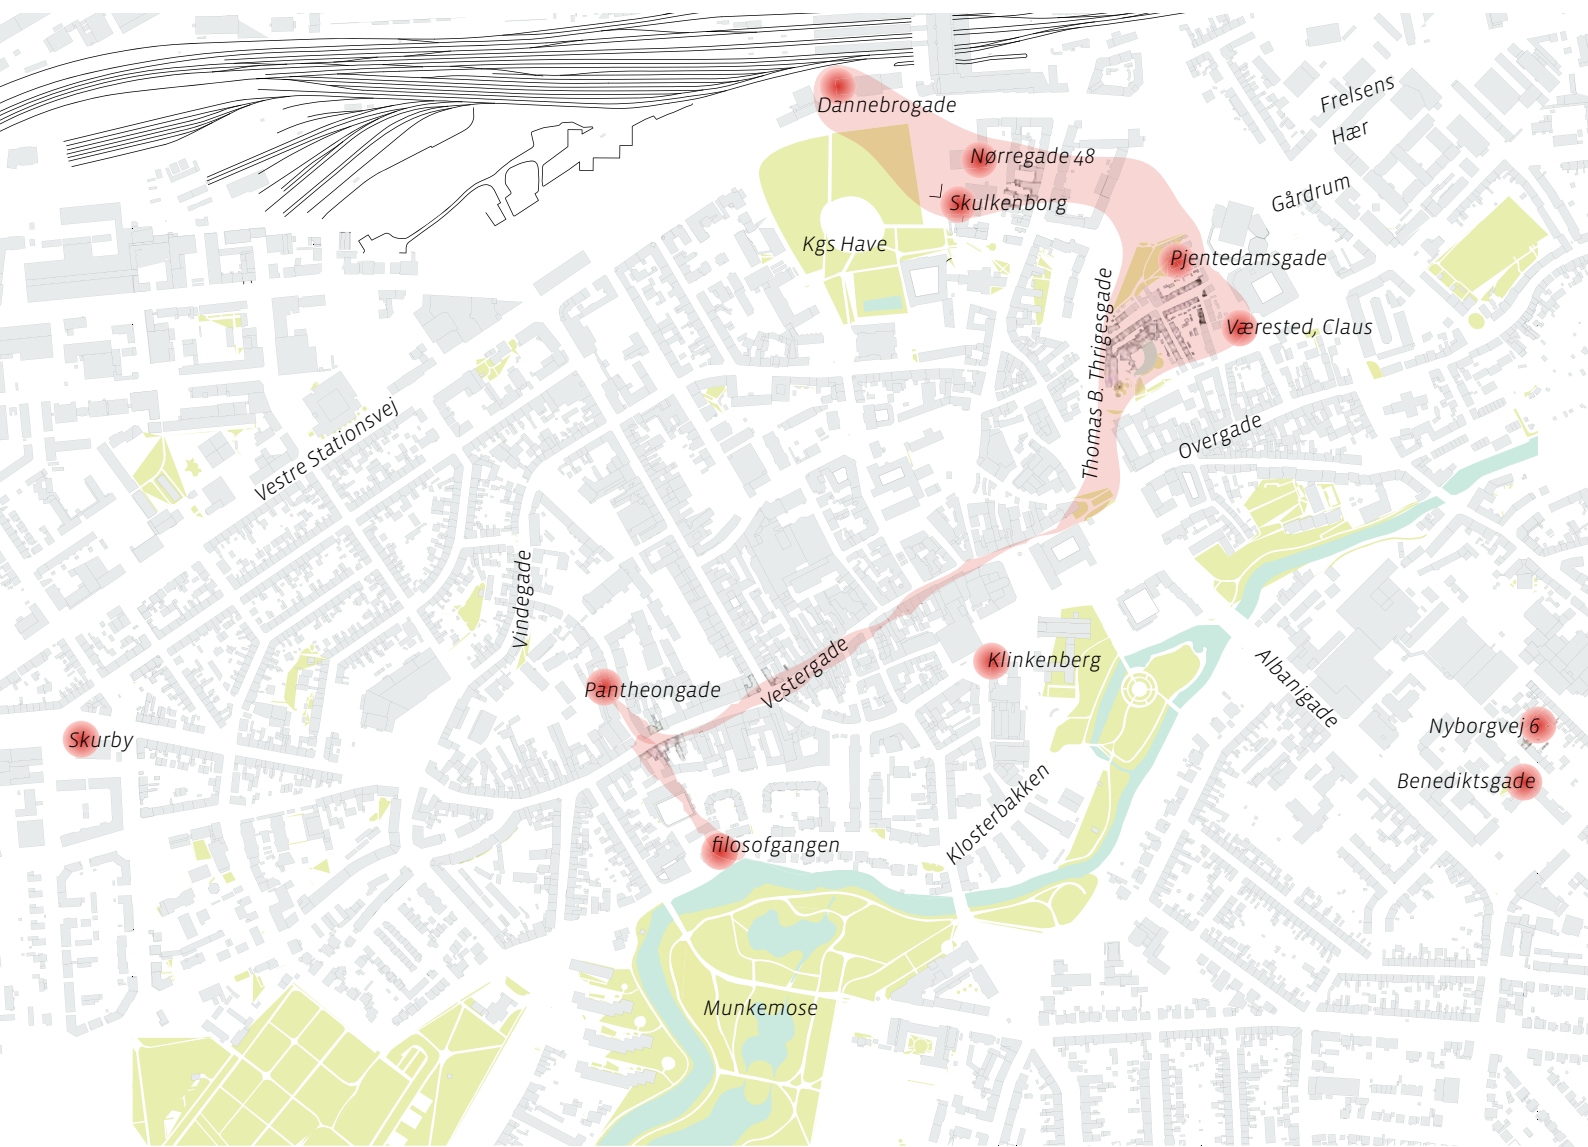 Frelsens
Dannebrogade
Hær
Nørregade 48
Gårdrum
Skulkenborg
Kgs Have
Pjentedamsgade
Thomas B. Thrigesgade
Værested, Claus
Vestre Stationsvej
Overgade
Vindegade
Vestergade
Klinkenberg
Albanigade
Pantheongade
Nyborgvej 6
Skurby
Benediktsgade
Klosterbakken
filosofgangen
Munkemose